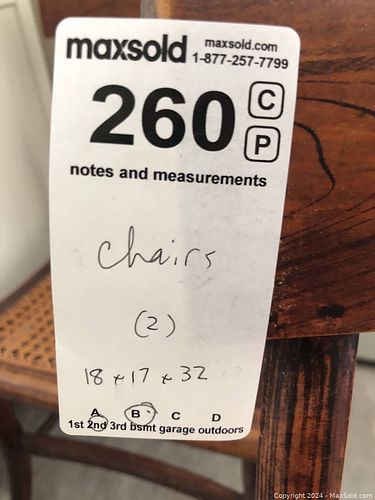 maxsold
maxsold.com
1-877-257-7799
260
C
P
notes and measurements
chairs
(2)
18 x 17 x 32
A B C D
1st 2nd 3rd bsmt garage outdoors
Copyright © 2024 - MaxSold.com